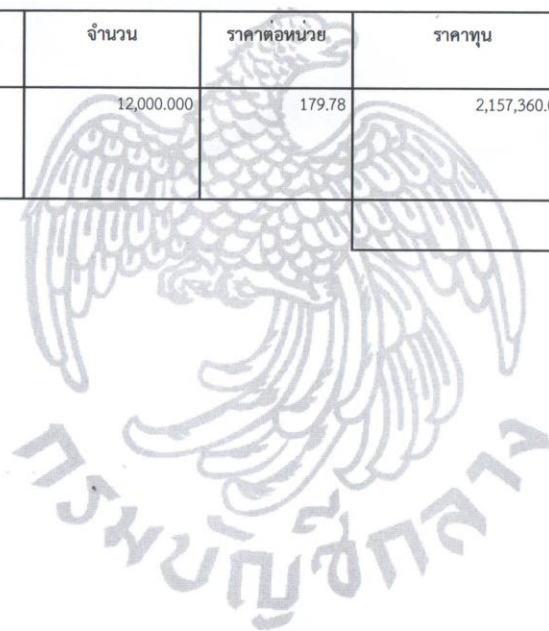 จำนวน ราคาต่อหน่วย ราคาทุน
12,000.000 179.78 2,157,360.0
กรมบัญชีกลาง